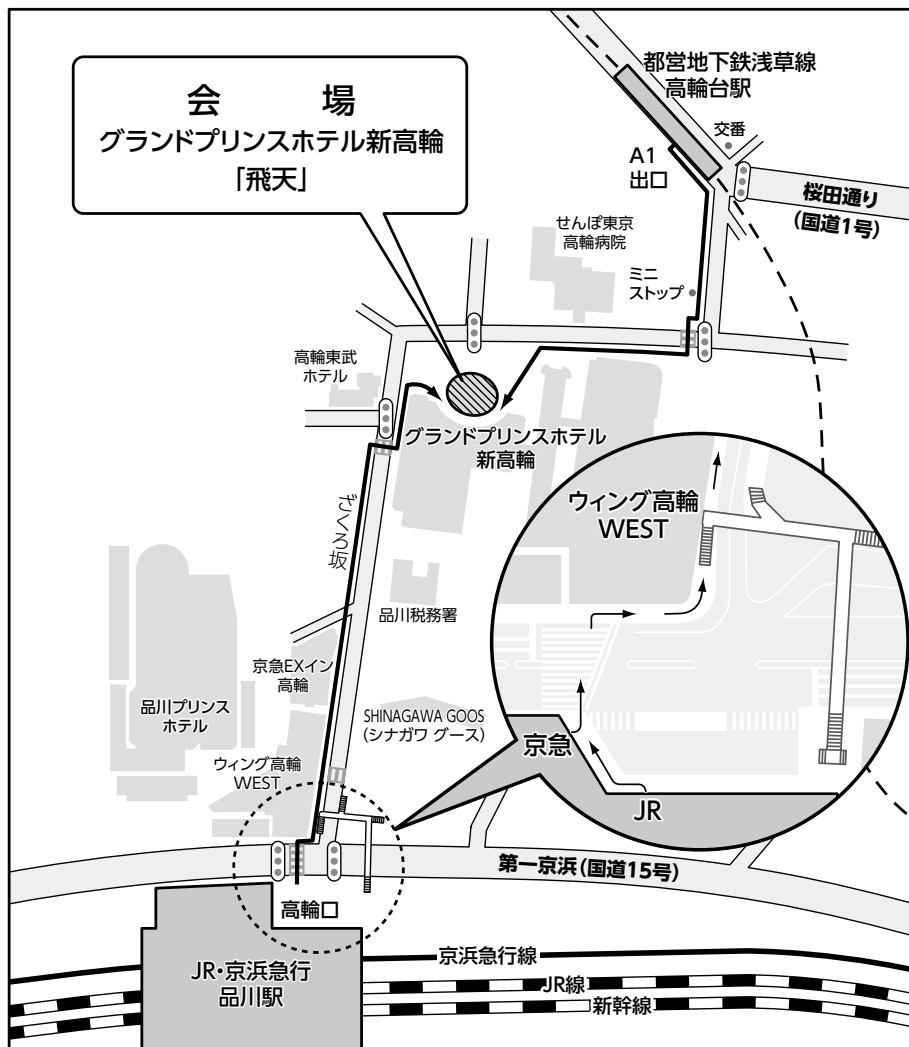 会　場
グランドプリンスホテル新高輪
「飛天」
都営地下鉄浅草線
高輪台駅
交番
A1
出口
桜田通り
(国道1号)
せんぽ東京
高輪病院
ミニ
ストップ
高輪東武
ホテル
グランドプリンスホテル
新高輪
ざくろ坂
ウィング高輪
WEST
品川税務署
京急EXイン
高輪
品川プリンス
ホテル
SHINAGAWA GOOS
(シナガワ グース)
京急
ウィング高輪
WEST
JR
第一京浜(国道15号)
高輪口
京浜急行線
JR・京浜急行
品川駅
JR線
新幹線